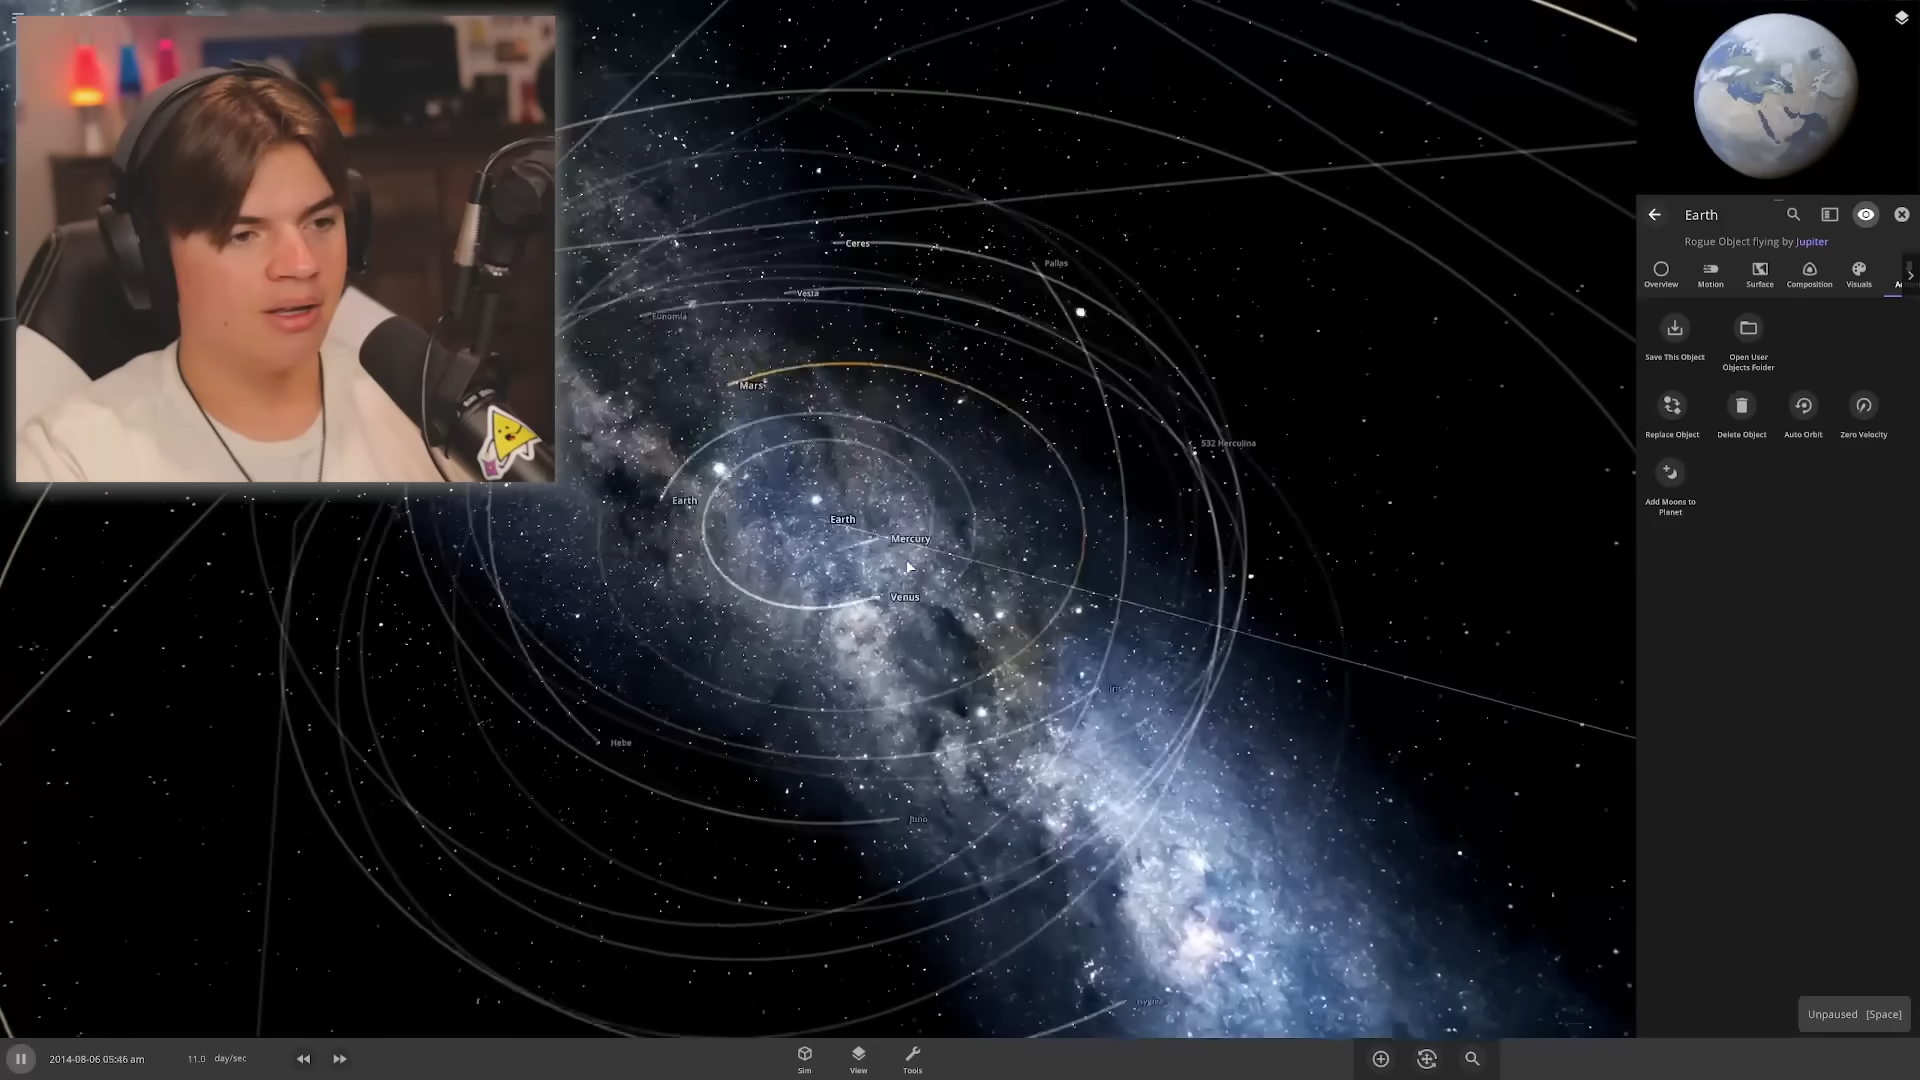 Ceres
Pallas
Vesta
Eunomia
Mars
532 Herculina
Earth
Earth
Mercury
Venus
Iris
Hebe
Juno
Hygiea
Earth
Rogue Object flying by Jupiter
Overview
Motion
Surface
Composition
Visuals
Save This Object
Open User
Objects Folder
Replace Object
Delete Object
Auto Orbit
Zero Velocity
Add Moons to
Planet
Unpaused [Space]
2014-08-06 05:46 am
11.0 day/sec
Sim
View
Tools